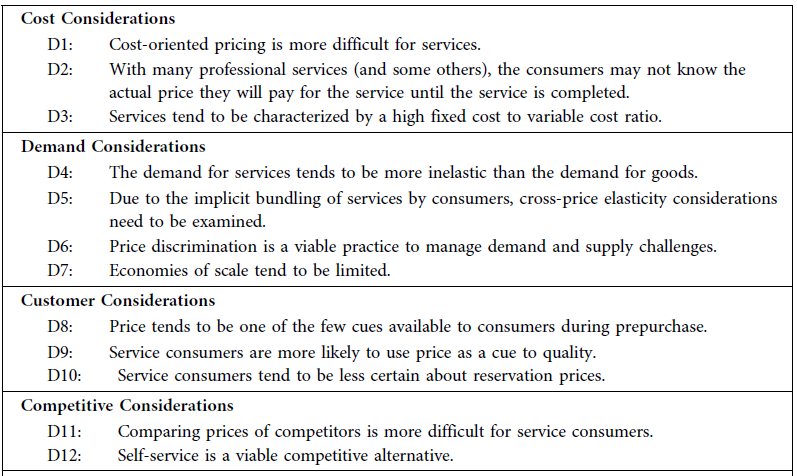 Cost Considerations
D1: Cost-oriented pricing is more difficult for services.
D2: With many professional services (and some others), the consumers may not know the
actual price they will pay for the service until the service is completed.
D3: Services tend to be characterized by a high fixed cost to variable cost ratio.
Demand Considerations
D4: The demand for services tends to be more inelastic than the demand for goods.
D5: Due to the implicit bundling of services by consumers, cross-price elasticity considerations
need to be examined.
D6: Price discrimination is a viable practice to manage demand and supply challenges.
D7: Economies of scale tend to be limited.
Customer Considerations
D8: Price tends to be one of the few cues available to consumers during prepurchase.
D9: Service consumers are more likely to use price as a cue to quality.
D10: Service consumers tend to be less certain about reservation prices.
Competitive Considerations
D11: Comparing prices of competitors is more difficult for service consumers.
D12: Self-service is a viable competitive alternative.